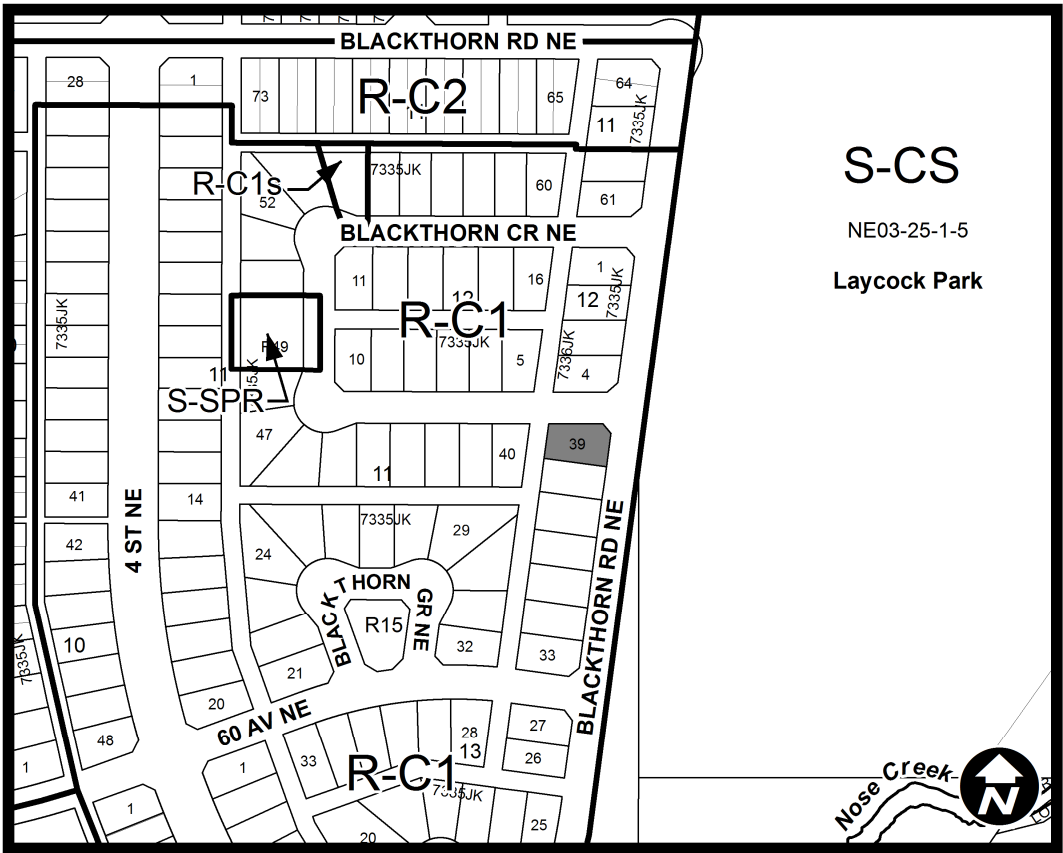 BLACKTHORN RD NE
28
1
73
R-C2
11
65
64
11
7335JK
S-CS
NE03-25-1-5
Laycock Park
7335JK
R-C1s
52
60
61
BLACKTHORN CR NE
11
16
1
12
7335JK
12
R-C1
7335JK
10
5
7336JK
4
7335JK
R49
11
S-SPR
47
40
39
11
41
14
4 ST NE
42
7335JK
24
29
BLACKTHORN GR NE
R15
32
33
BLACKTHORN RD NE
10
7335JK
21
20
60 AV NE
48
1
1
1
33
28
13
27
26
R-C1
7335JK
20
25
Nose Creek
N